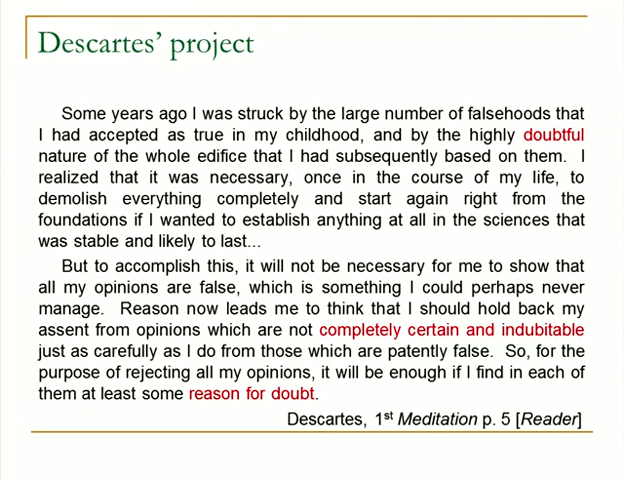 Descartes’ project
Some years ago I was struck by the large number of falsehoods that
I had accepted as true in my childhood, and by the highly doubtful
nature of the whole edifice that I had subsequently based on them.  I
realized that it was necessary, once in the course of my life, to
demolish everything completely and start again right from the
foundations if I wanted to establish anything at all in the sciences that
was stable and likely to last...
But to accomplish this, it will not be necessary for me to show that
all my opinions are false, which is something I could perhaps never
manage.  Reason now leads me to think that I should hold back my
assent from opinions which are not completely certain and indubitable
just as carefully as I do from those which are patently false.  So, for the
purpose of rejecting all my opinions, it will be enough if I find in each of
them at least some reason for doubt.
Descartes, 1st Meditation p. 5 [Reader]